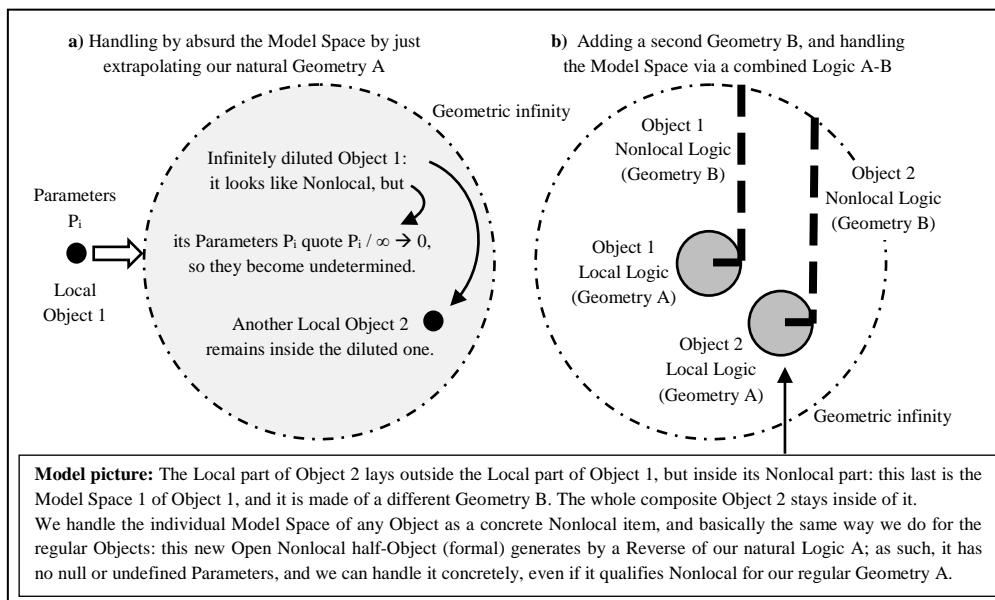 a) Handling by absurd the Model Space by just
extrapolating our natural Geometry A
Geometric infinity
Infinitely diluted Object 1:
it looks like Nonlocal, but
Parameters
Pi
its Parameters Pi quote Pi / ∞ → 0,
so they become undetermined.
Local
Object 1
Another Local Object 2
remains inside the diluted one.
b) Adding a second Geometry B, and handling
the Model Space via a combined Logic A-B
Object 1
Nonlocal Logic
(Geometry B)
Object 2
Nonlocal Logic
(Geometry B)
Object 1
Local Logic
(Geometry A)
Object 2
Local Logic
(Geometry A)
Geometric infinity
Model picture: The Local part of Object 2 lays outside the Local part of Object 1, but inside its Nonlocal part: this last is the
Model Space 1 of Object 1, and it is made of a different Geometry B. The whole composite Object 2 stays inside of it.
We handle the individual Model Space of any Object as a concrete Nonlocal item, and basically the same way we do for the
regular Objects: this new Open Nonlocal half-Object (formal) generates by a Reverse of our natural Logic A; as such, it has
no null or undefined Parameters, and we can handle it concretely, even if it qualifies Nonlocal for our regular Geometry A.